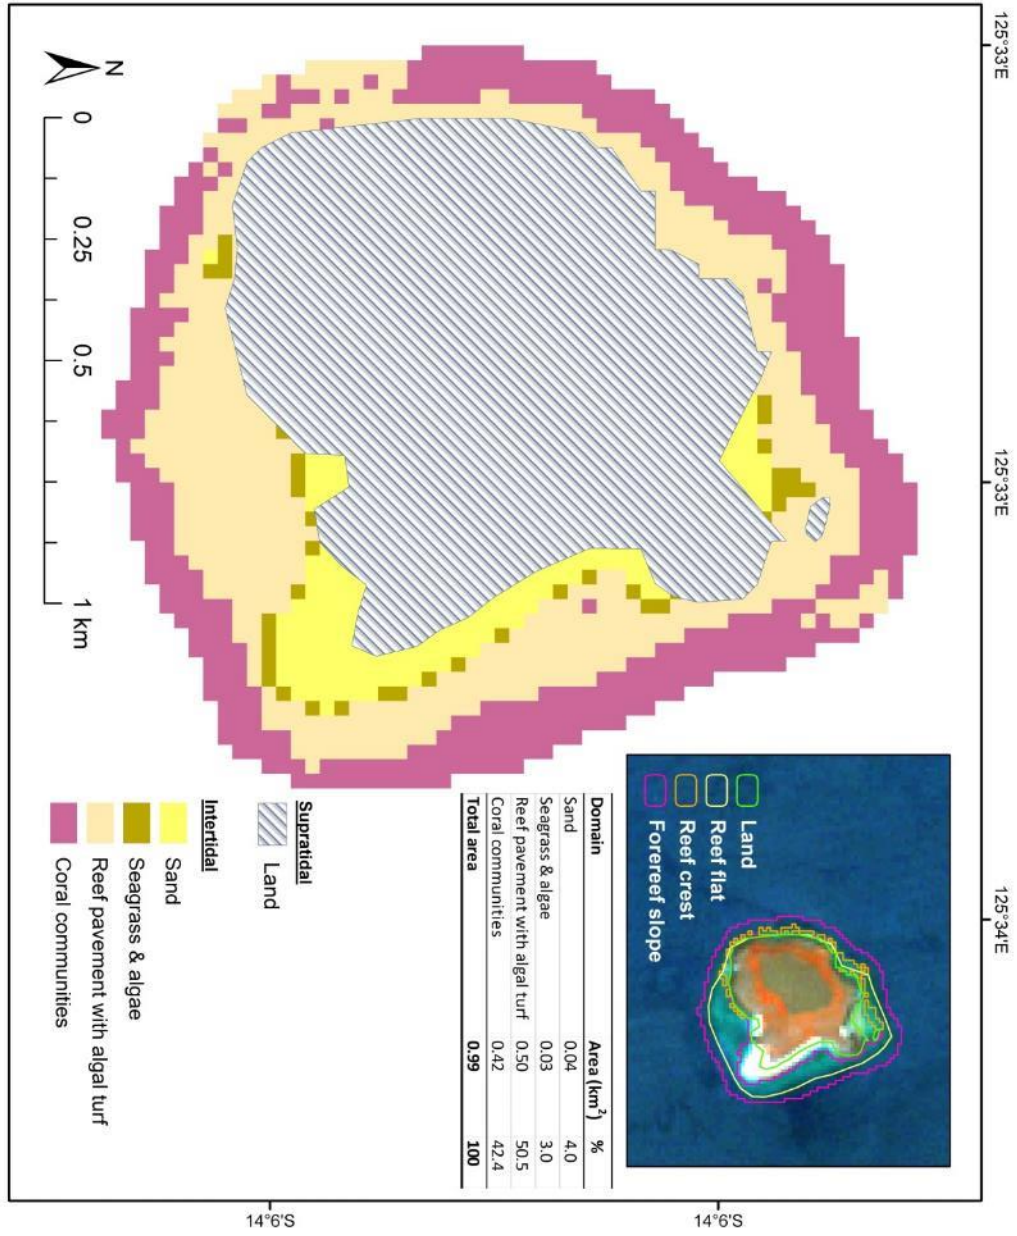 125°33'E
125°33'E
125°34'E
14°6'S
14°6'S
Land
Reef flat
Reef crest
Forereef slope
Domain Area (km²) %
Sand 0.04 4.0
Seagrass & algae 0.03 3.0
Reef pavement with algal turf 0.50 50.5
Coral communities 0.42 42.4
Total area 0.99 100
Supratidal
Land
Intertidal
Sand
Seagrass & algae
Reef pavement with algal turf
Coral communities
N
0 0.25 0.5 1 km